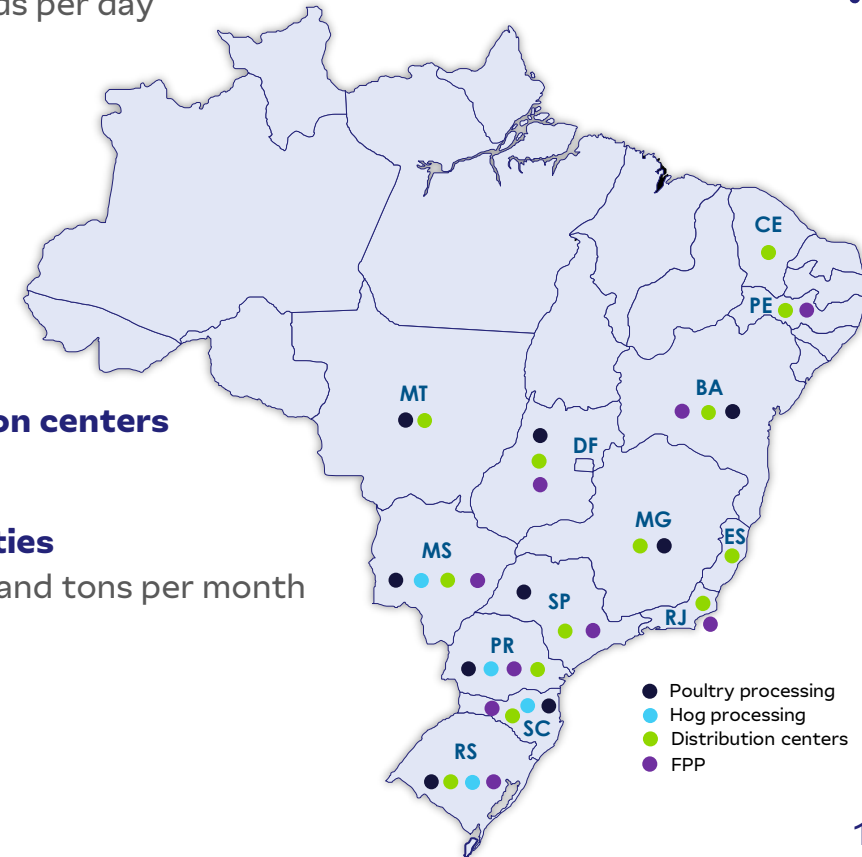 ds per day
CE
PE
BA
MT
on centers
DF
MG
ties
ES
MS
and tons per month
SP
RJ
PR
Poultry processing
Hog processing
SC
Distribution centers
RS
FPP
1